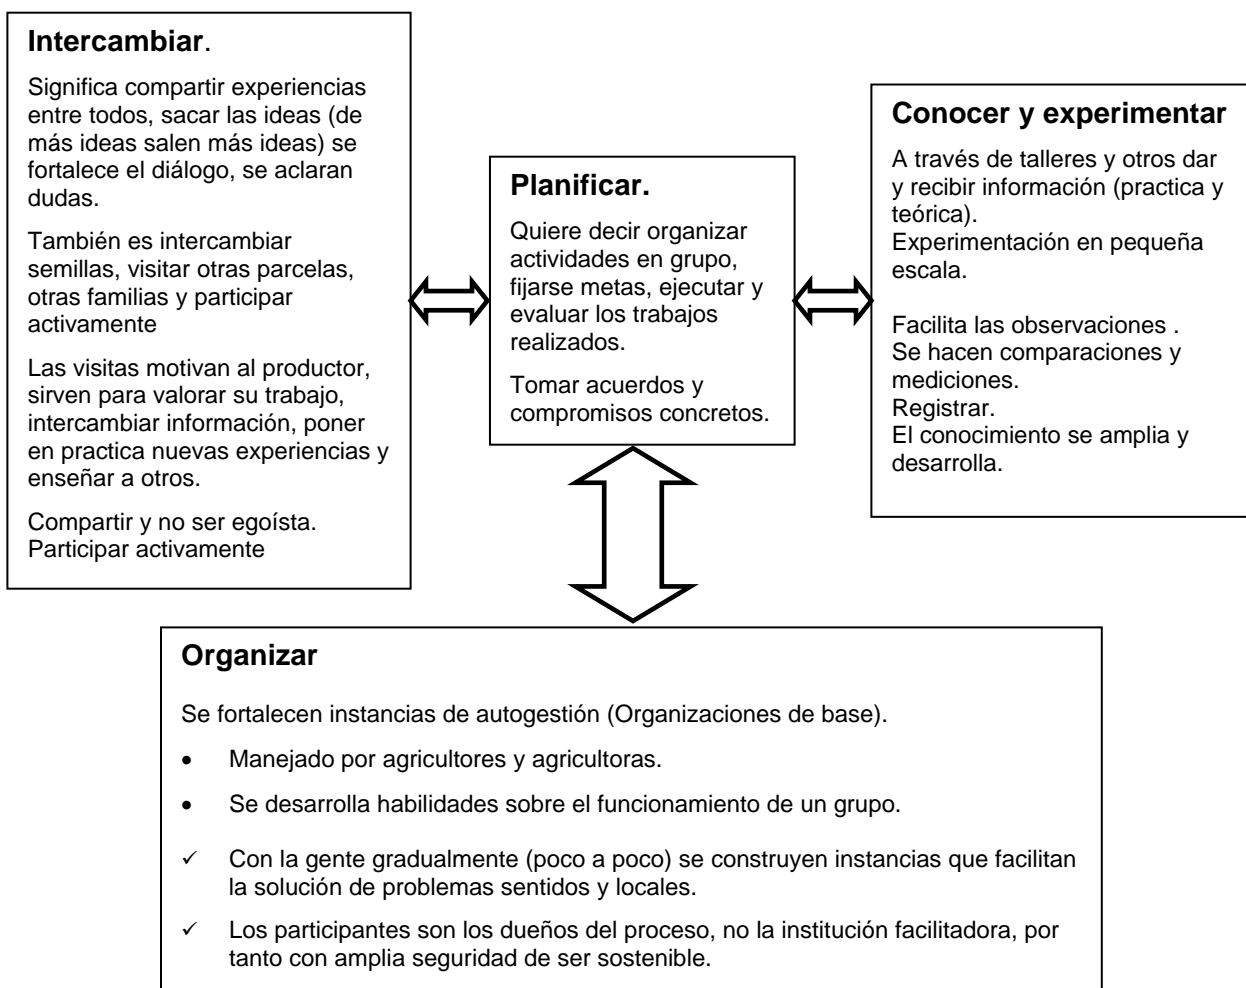 Intercambiar.
Significa compartir experiencias
entre todos, sacar las ideas (de
más ideas salen más ideas) se
fortalece el diálogo, se aclaran
dudas.
También es intercambiar
semillas, visitar otras parcelas,
otras familias y participar
activamente
Las visitas motivan al productor,
sirven para valorar su trabajo,
intercambiar información, poner
en practica nuevas experiencias y
enseñar a otros.
Compartir y no ser egoísta.
Participar activamente
Planificar.
Quiere decir organizar
actividades en grupo,
fijarse metas, ejecutar y
evaluar los trabajos
realizados.
Tomar acuerdos y
compromisos concretos.
Conocer y experimentar
A través de talleres y otros dar
y recibir información (practica y
teórica).
Experimentación en pequeña
escala.
Facilita las observaciones .
Se hacen comparaciones y
mediciones.
Registrar.
El conocimiento se amplia y
desarrolla.
Organizar
Se fortalecen instancias de autogestión (Organizaciones de base).
• Manejado por agricultores y agricultoras.
• Se desarrolla habilidades sobre el funcionamiento de un grupo.
✓ Con la gente gradualmente (poco a poco) se construyen instancias que facilitan
la solución de problemas sentidos y locales.
✓ Los participantes son los dueños del proceso, no la institución facilitadora, por
tanto con amplia seguridad de ser sostenible.